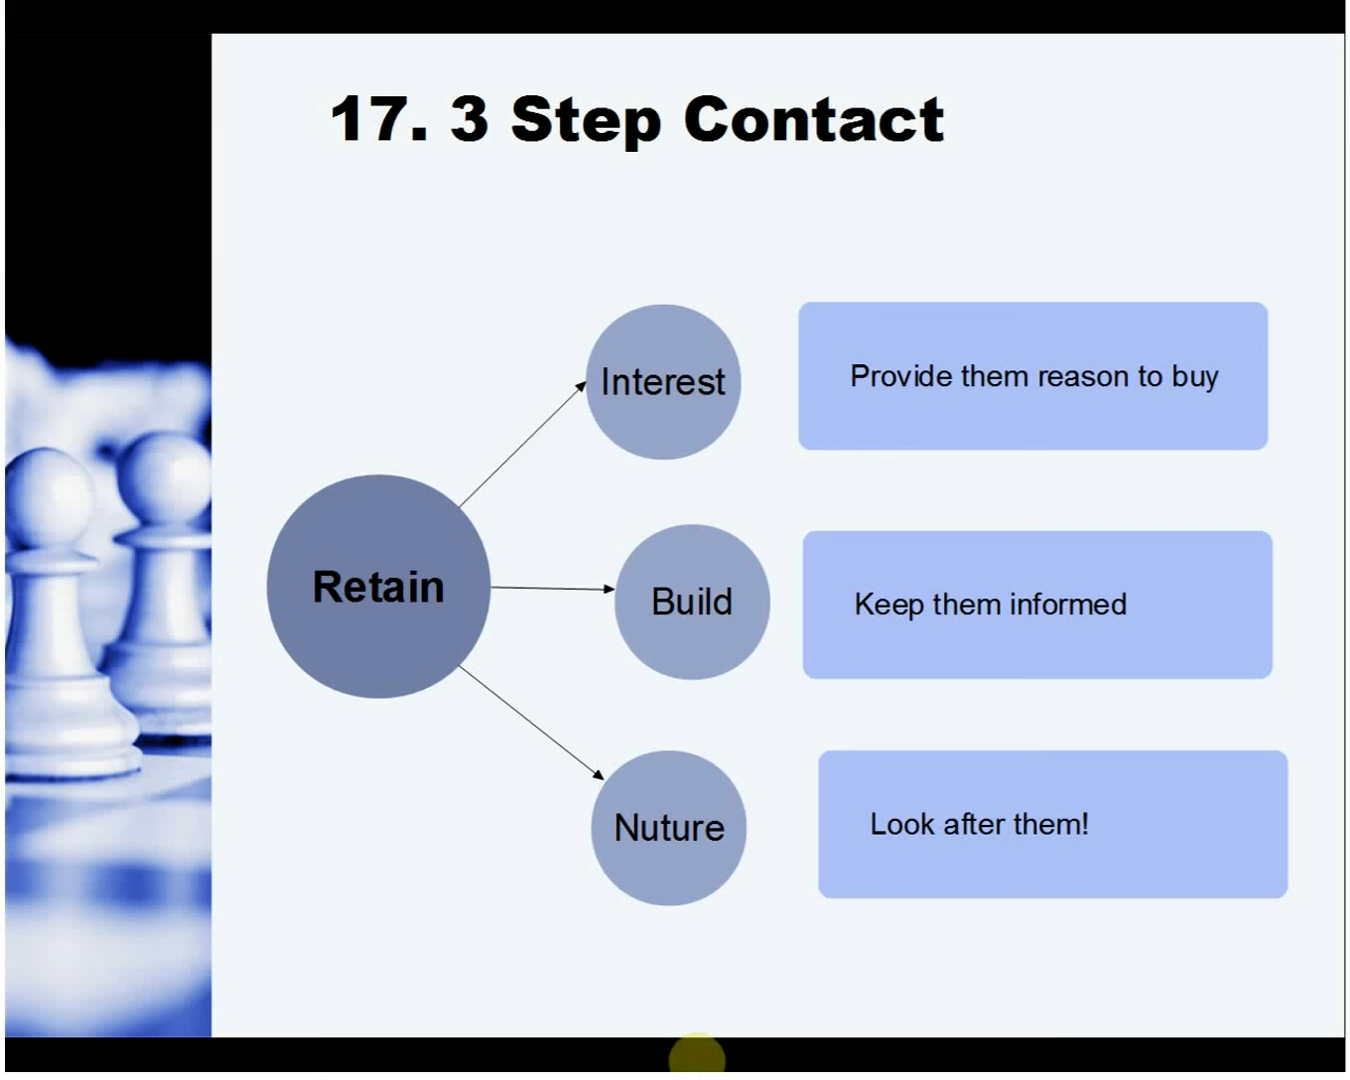 17. 3 Step Contact
Interest
Provide them reason to buy
Retain
Build
Keep them informed
Nuture
Look after them!